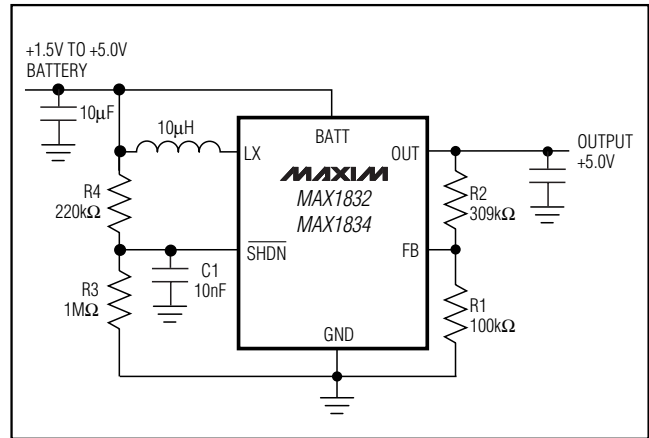 +1.5V TO +5.0V
BATTERY
10µF
10µH
LX
BATT
OUT
OUTPUT
+5.0V
MAXIM
MAX1832
MAX1834
R4
220kΩ
R2
309kΩ
SHDN
FB
C1
10nF
R3
1MΩ
R1
100kΩ
GND